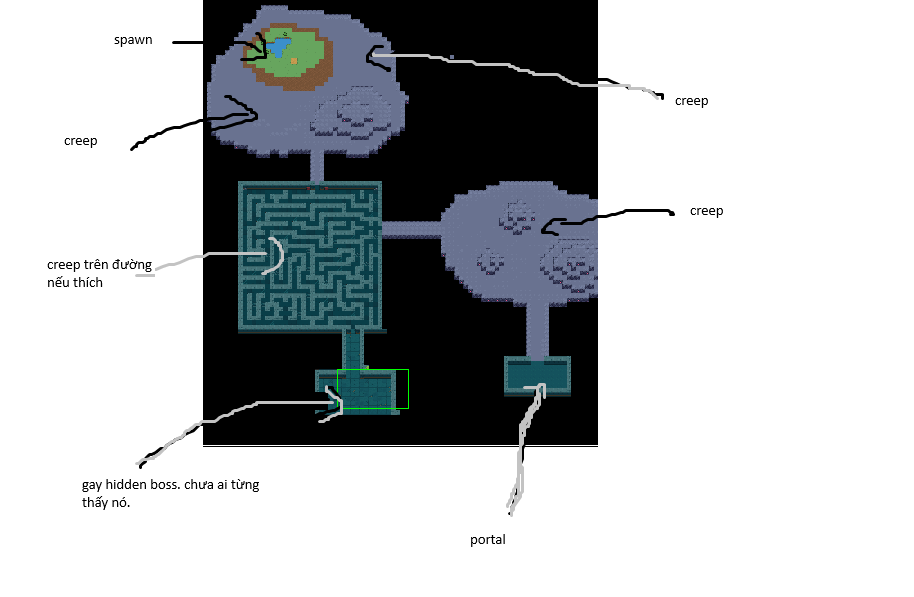 spawn
creep
creep
creep
creep trên đường
nếu thích
gay hidden boss. chưa ai từng
thấy nó.
portal